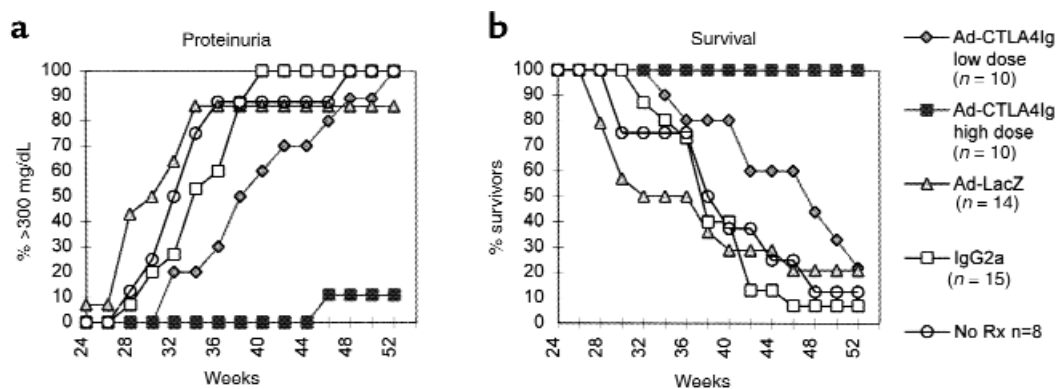 a
Proteinuria
% >300 mg/dL
100
90
80
70
60
50
40
30
20
10
0
24
28
32
36
40
44
48
52
Weeks
b
Survival
% survivors
100
90
80
70
60
50
40
30
20
10
0
24
28
32
36
40
44
48
52
Weeks
Ad-CTLA4Ig
low dose
(n = 10)
Ad-CTLA4Ig
high dose
(n = 10)
Ad-LacZ
(n = 14)
IgG2a
(n = 15)
No Rx n=8